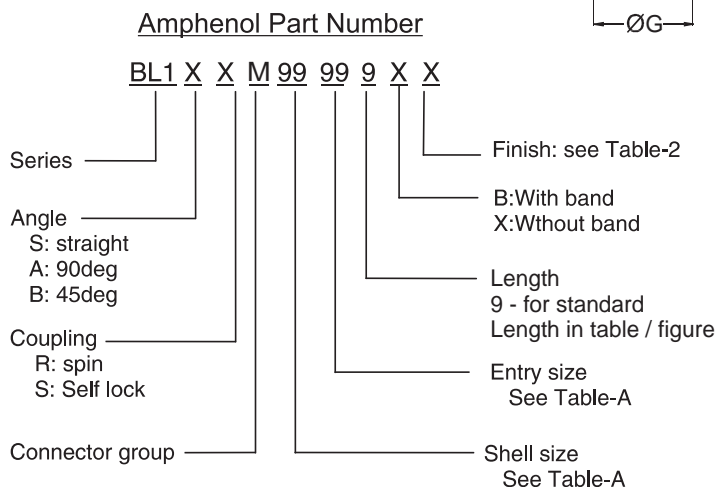 ØG
Amphenol Part Number
BL1 X X M 99 99 9 X X
Series
Angle
S: straight
A: 90deg
B: 45deg
Coupling
R: spin
S: Self lock
Connector group
Finish: see Table-2
B:With band
X:Wthout band
Length
9 - for standard
Length in table / figure
Entry size
See Table-A
Shell size
See Table-A